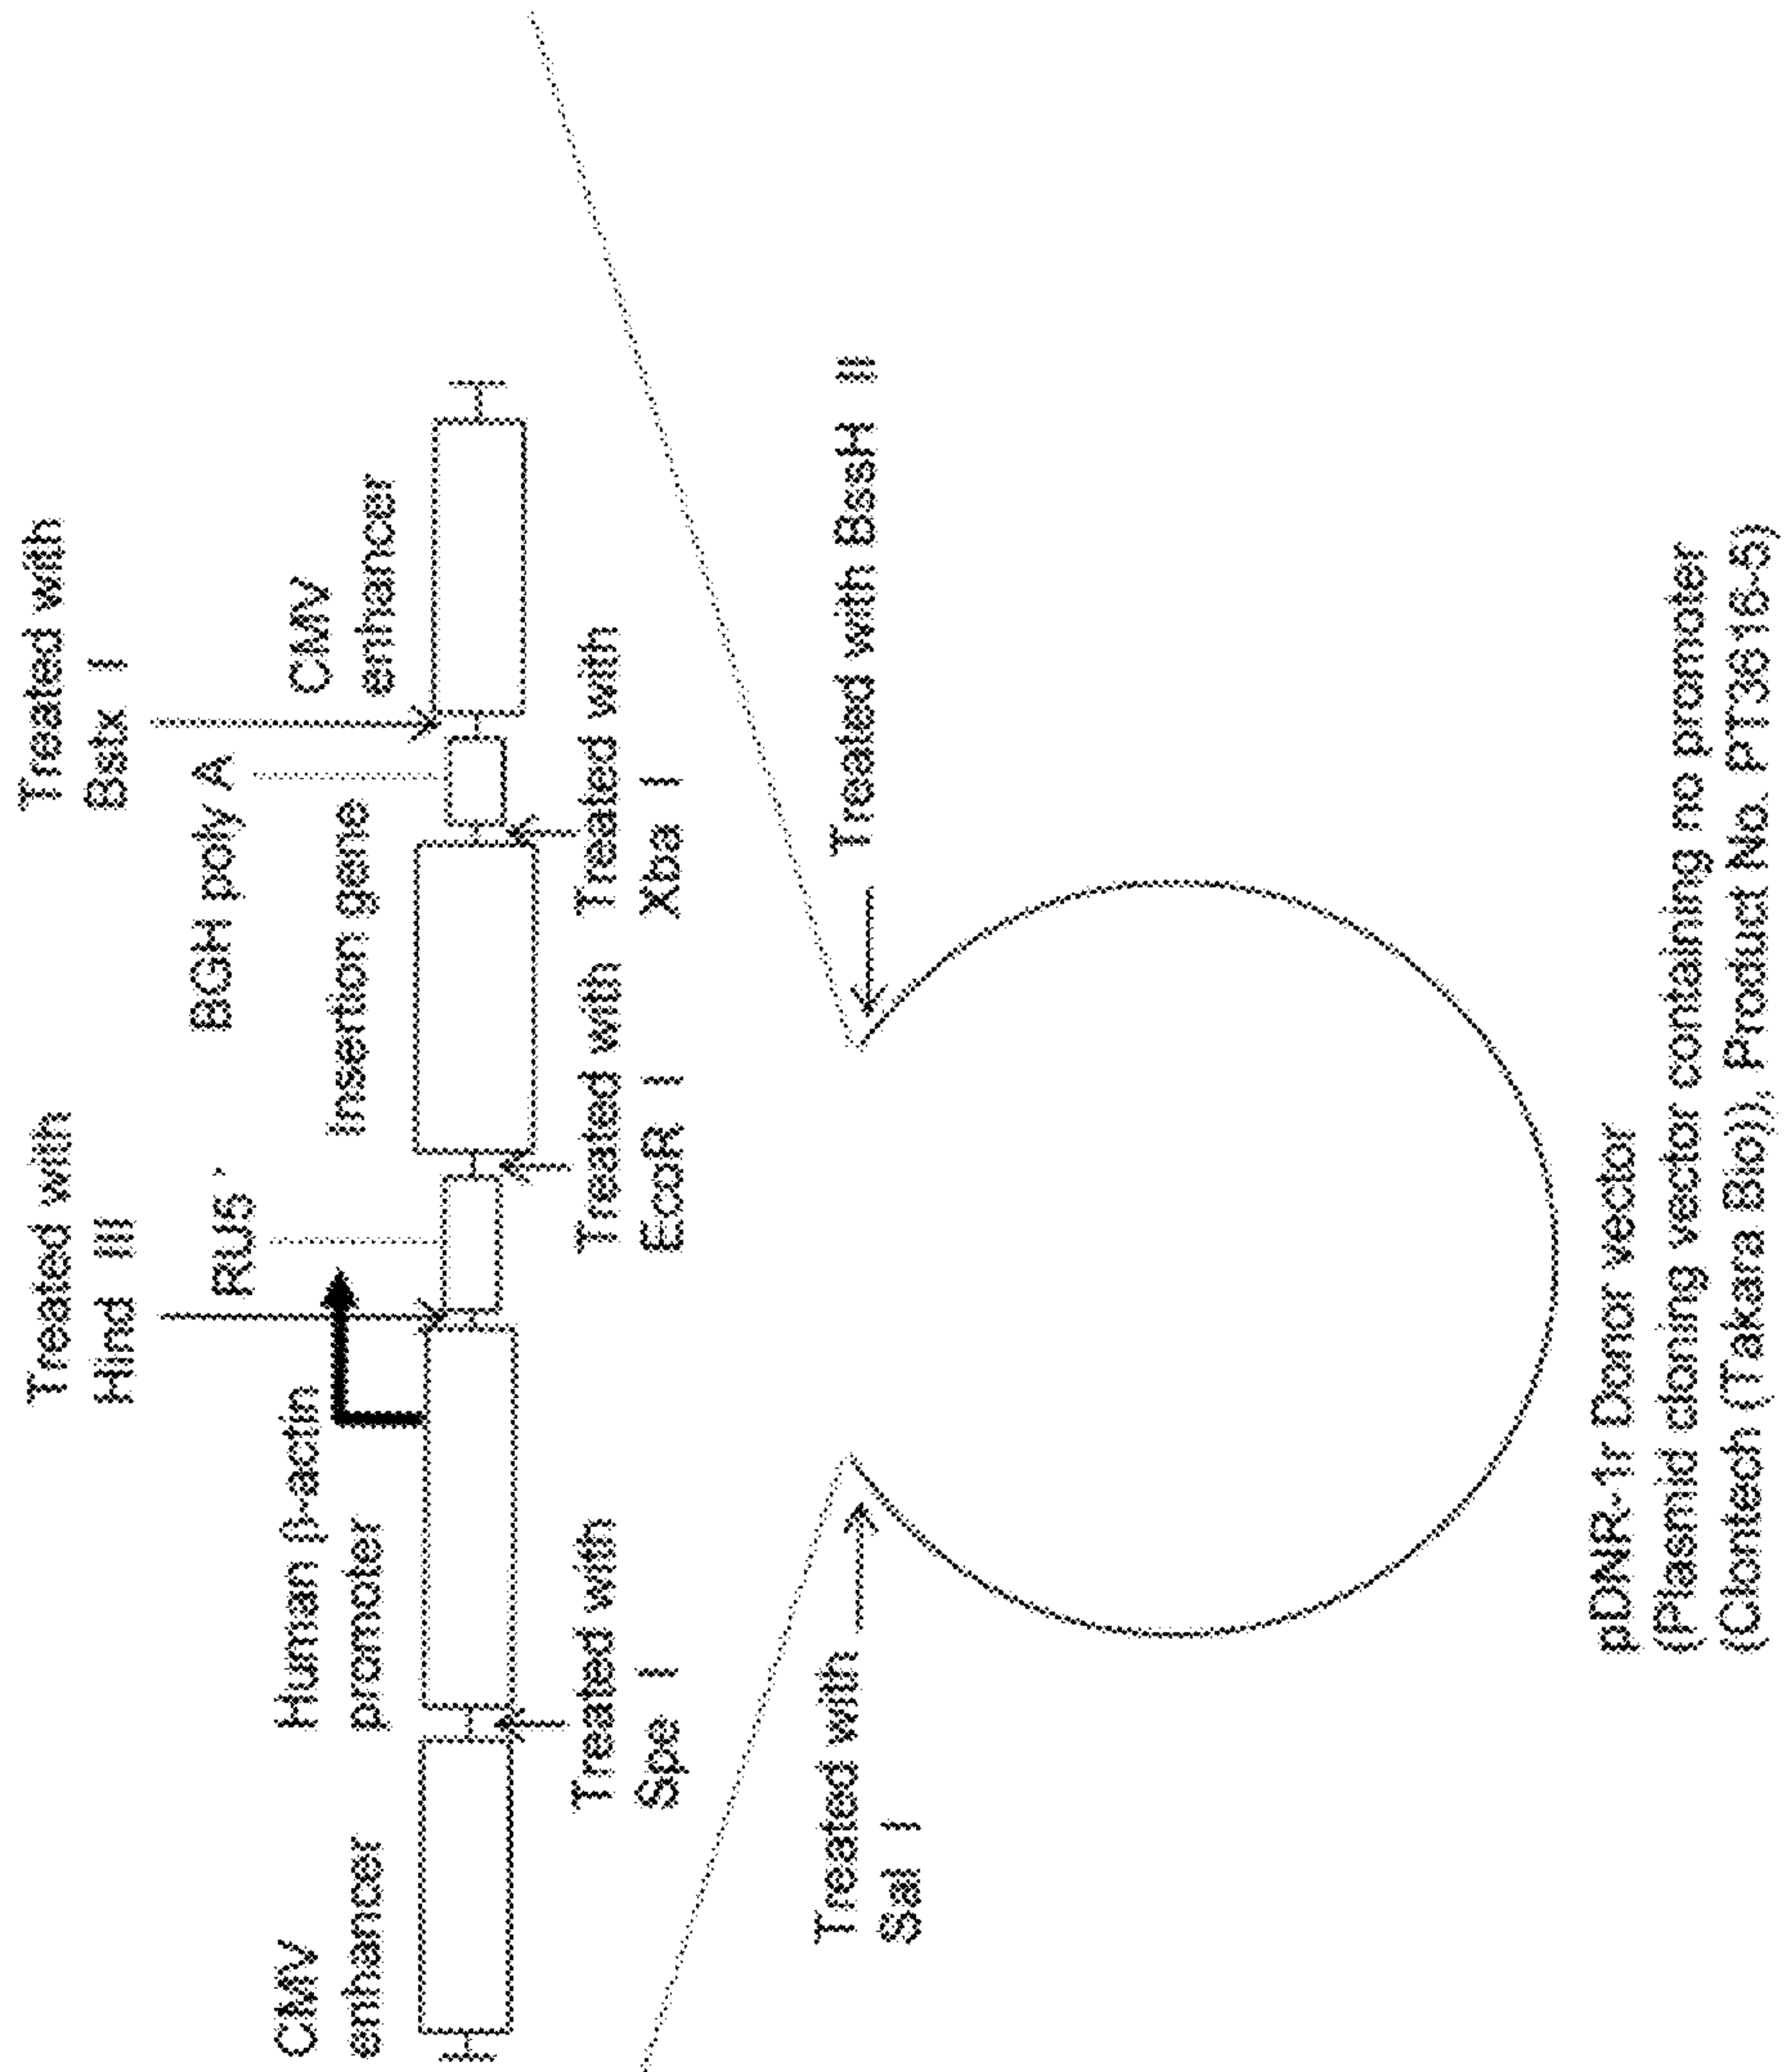 Treated with
Hind III
Treated with
Bstx I
RU5'
BGH poly A
CMV
enhancer
Human β-actin
promoter
Insertion gene
CMV
enhancer
Treated with
Spe I
Treated with
EcoR I
Treated with
Xba I
Treated with
Sal I
Treated with BssH II
pDNR-1r Donor vector
(Plasmid cloning vector containing no promoter
(Clontech (Takara Bio)), Product No. PT3616-5)